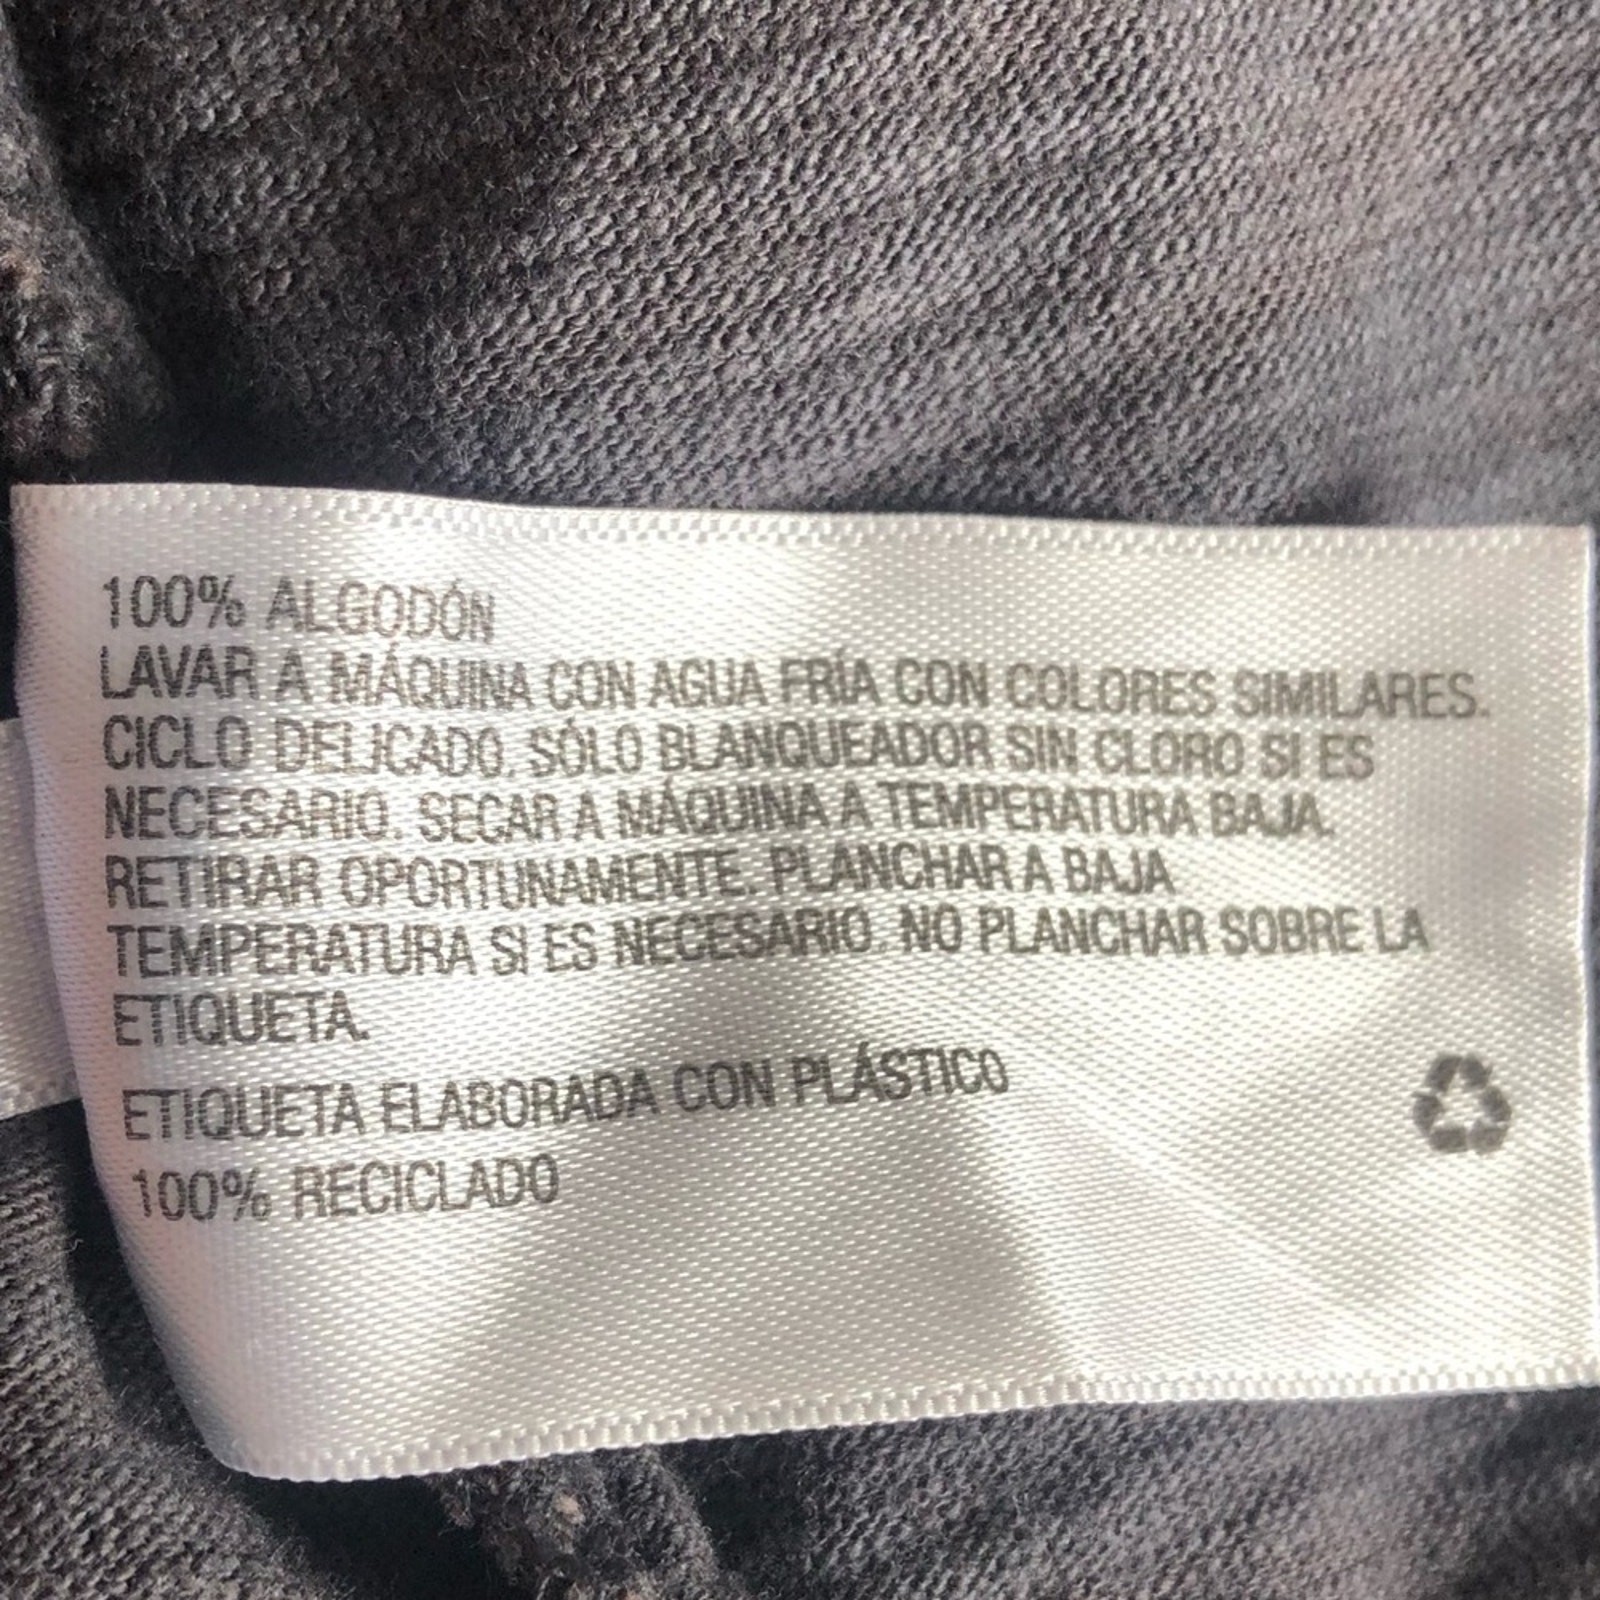 100% ALGODÓN
LAVAR A MÁQUINA CON AGUA FRÍA CON COLORES SIMILARES.
CICLO DELICADO. SÓLO BLANQUEADOR SIN CLORO SI ES
NECESARIO. SECAR A MÁQUINA A TEMPERATURA BAJA.
RETIRAR OPORTUNAMENTE. PLANCHAR A BAJA
TEMPERATURA SI ES NECESARIO. NO PLANCHAR SOBRE LA
ETIQUETA.
ETIQUETA ELABORADA CON PLÁSTICO
100% RECICLADO